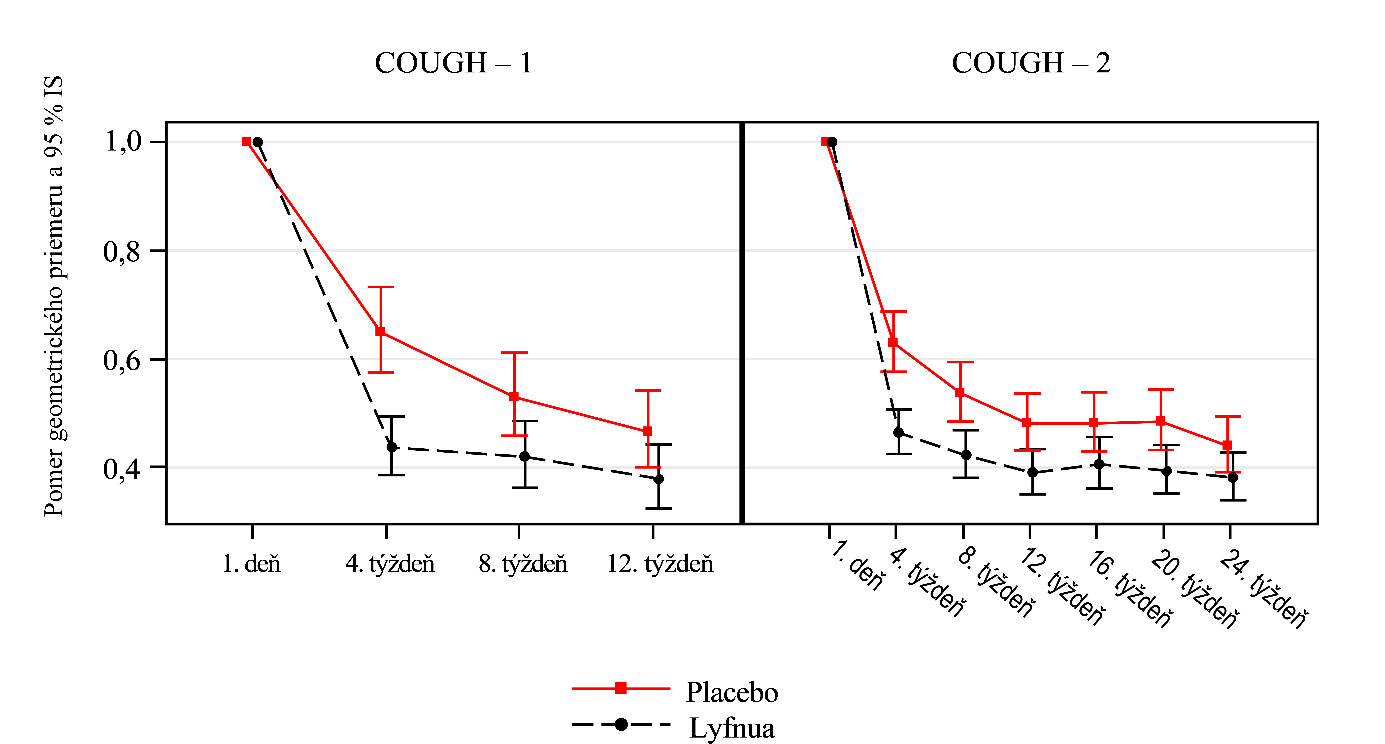 COUGH – 1
COUGH – 2
Pomer geometrického priemeru a 95 % IS
1,0
0,8
0,6
0,4
1. deň
4. týždeň
8. týždeň
12. týždeň
1. deň
4. týždeň
8. týždeň
12. týždeň
16. týždeň
20. týždeň
24. týždeň
Placebo
Lyfnua